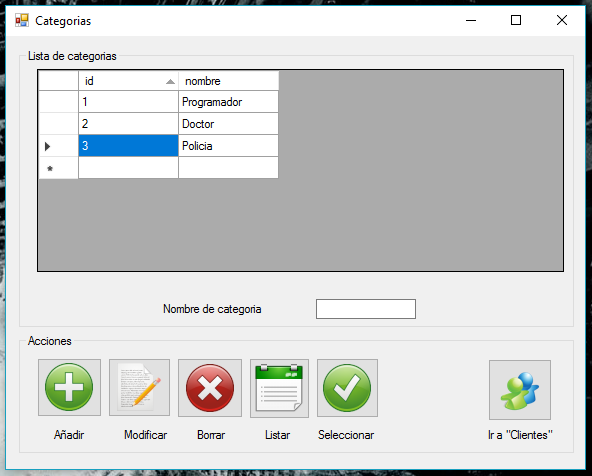 Categorias
Lista de categorias
id nombre
1 Programador
2 Doctor
3 Policia
Nombre de categoria
Acciones
Añadir Modificar Borrar Listar Seleccionar Ir a "Clientes"